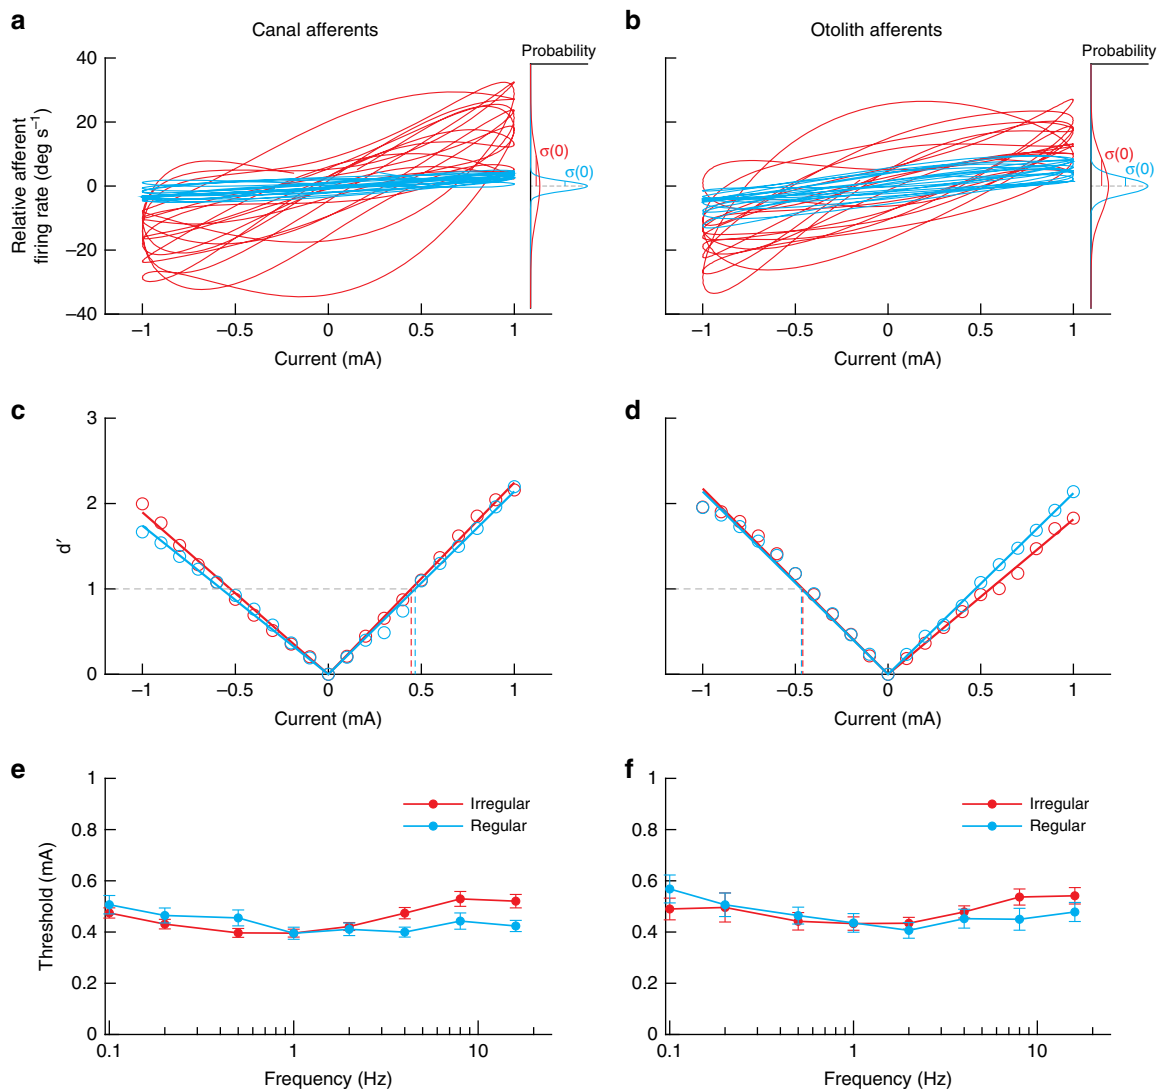 a
Canal afferents
Probability
Relative afferent
firing rate (deg s⁻¹)
40
20
0
−20
−40
σ(0)
σ(0)
−1
−0.5
0
0.5
1
Current (mA)
b
Otolith afferents
Probability
σ(0)
σ(0)
−1
−0.5
0
0.5
1
Current (mA)
c
d′
3
2
1
0
−1
−0.5
0
0.5
1
Current (mA)
d
−1
−0.5
0
0.5
1
Current (mA)
e
Threshold (mA)
1
0.8
0.6
0.4
0.2
0
Irregular
Regular
0.1
1
10
Frequency (Hz)
f
1
0.8
0.6
0.4
0.2
0
Irregular
Regular
0.1
1
10
Frequency (Hz)